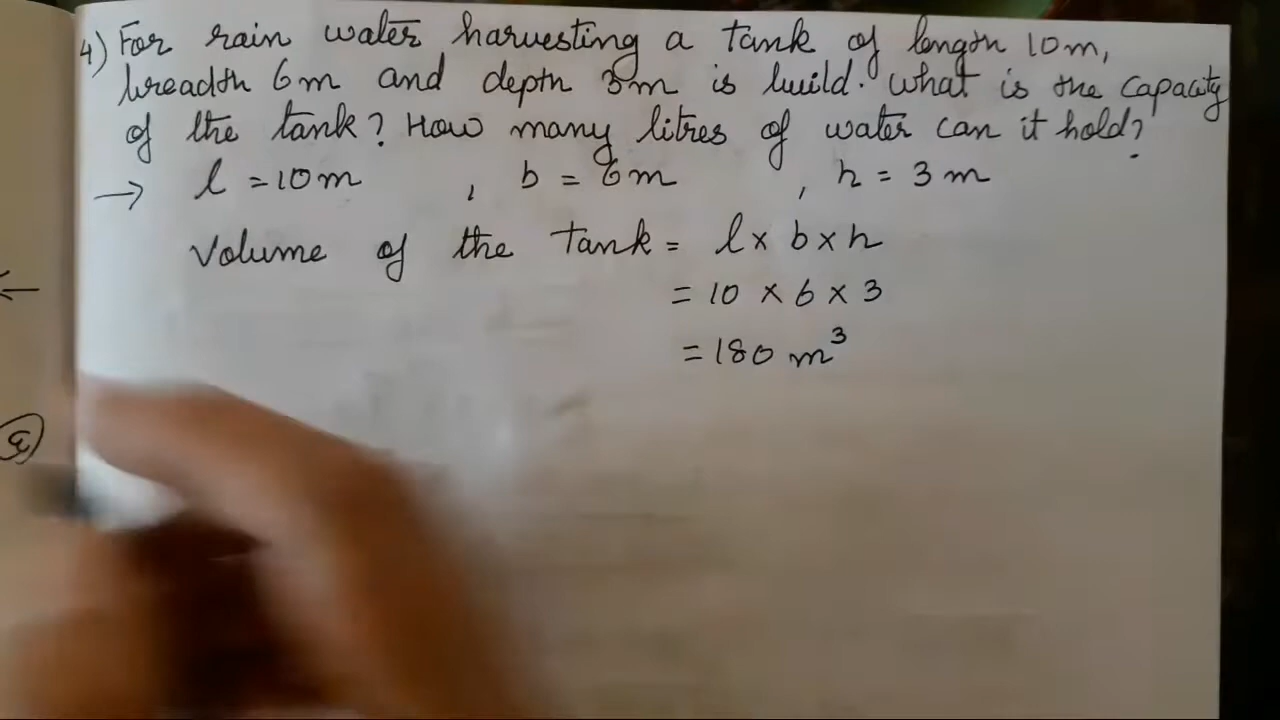 4) For rain water harvesting a tank of length 10m,
breadth 6m and depth 3m is build. what is the capacity
of the tank? How many litres of water can it hold?
→ l = 10m , b = 6m , h = 3 m
Volume of the tank = l × b × h
= 10 × 6 × 3
= 180 m³